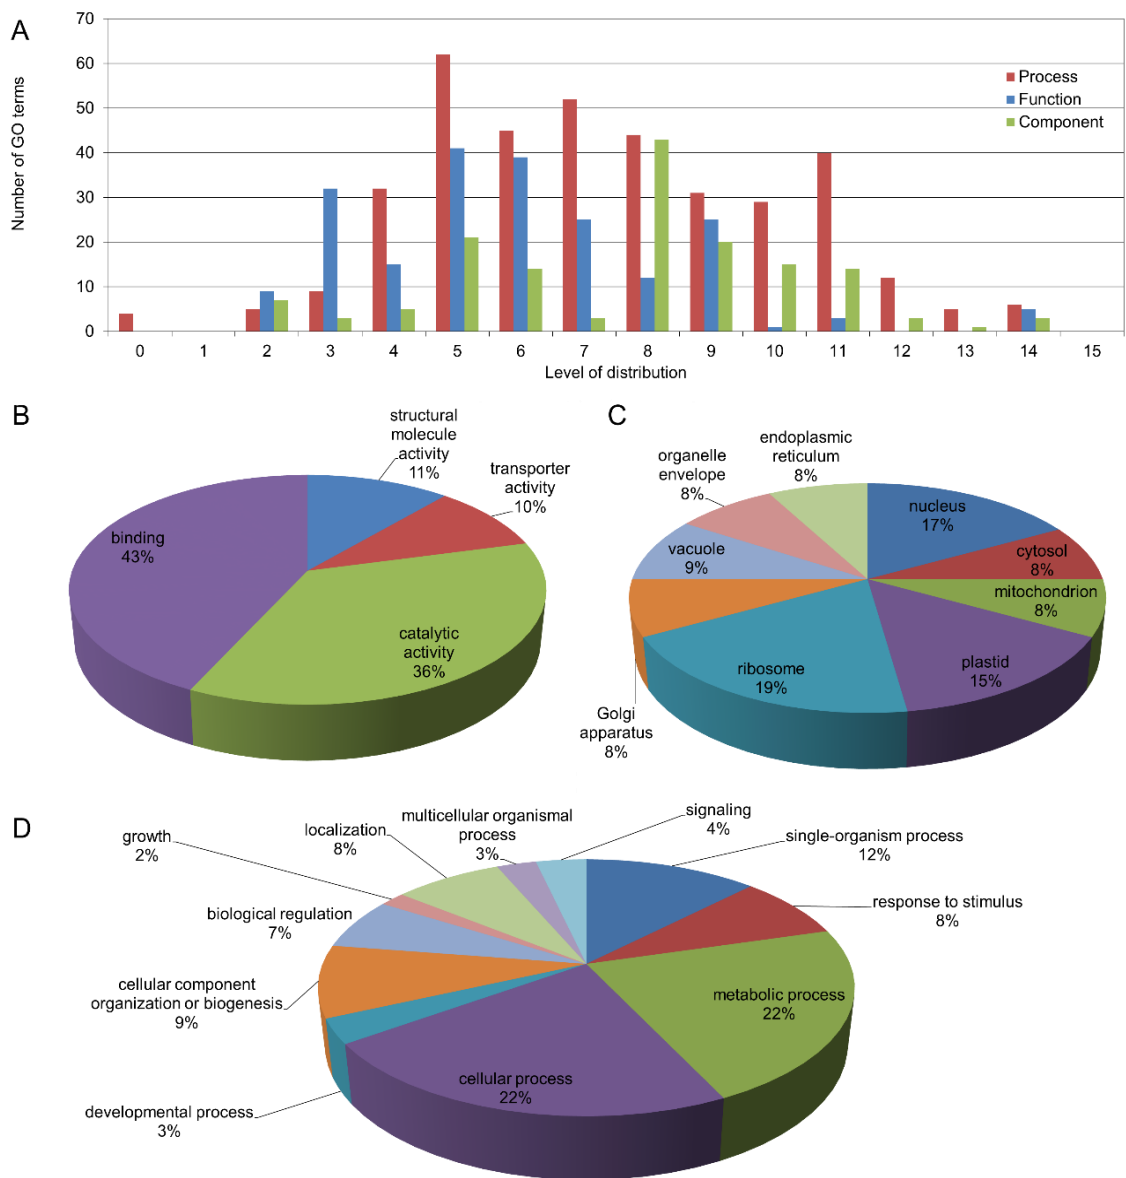 A
70
60
50
40
30
20
10
0
Number of GO terms
Process
Function
Component
0 1 2 3 4 5 6 7 8 9 10 11 12 13 14 15
Level of distribution
B
structural
molecule
activity
11%
transporter
activity
10%
binding
43%
catalytic
activity
36%
C
endoplasmic
reticulum
8%
organelle
envelope
8%
nucleus
17%
vacuole
9%
cytosol
8%
mitochondrion
8%
plastid
15%
ribosome
19%
Golgi
apparatus
8%
D
multicellular organismal
process
3%
signaling
4%
localization
8%
growth
2%
single-organism process
12%
response to stimulus
8%
biological regulation
7%
metabolic process
22%
cellular component
organization or biogenesis
9%
cellular process
22%
developmental process
3%